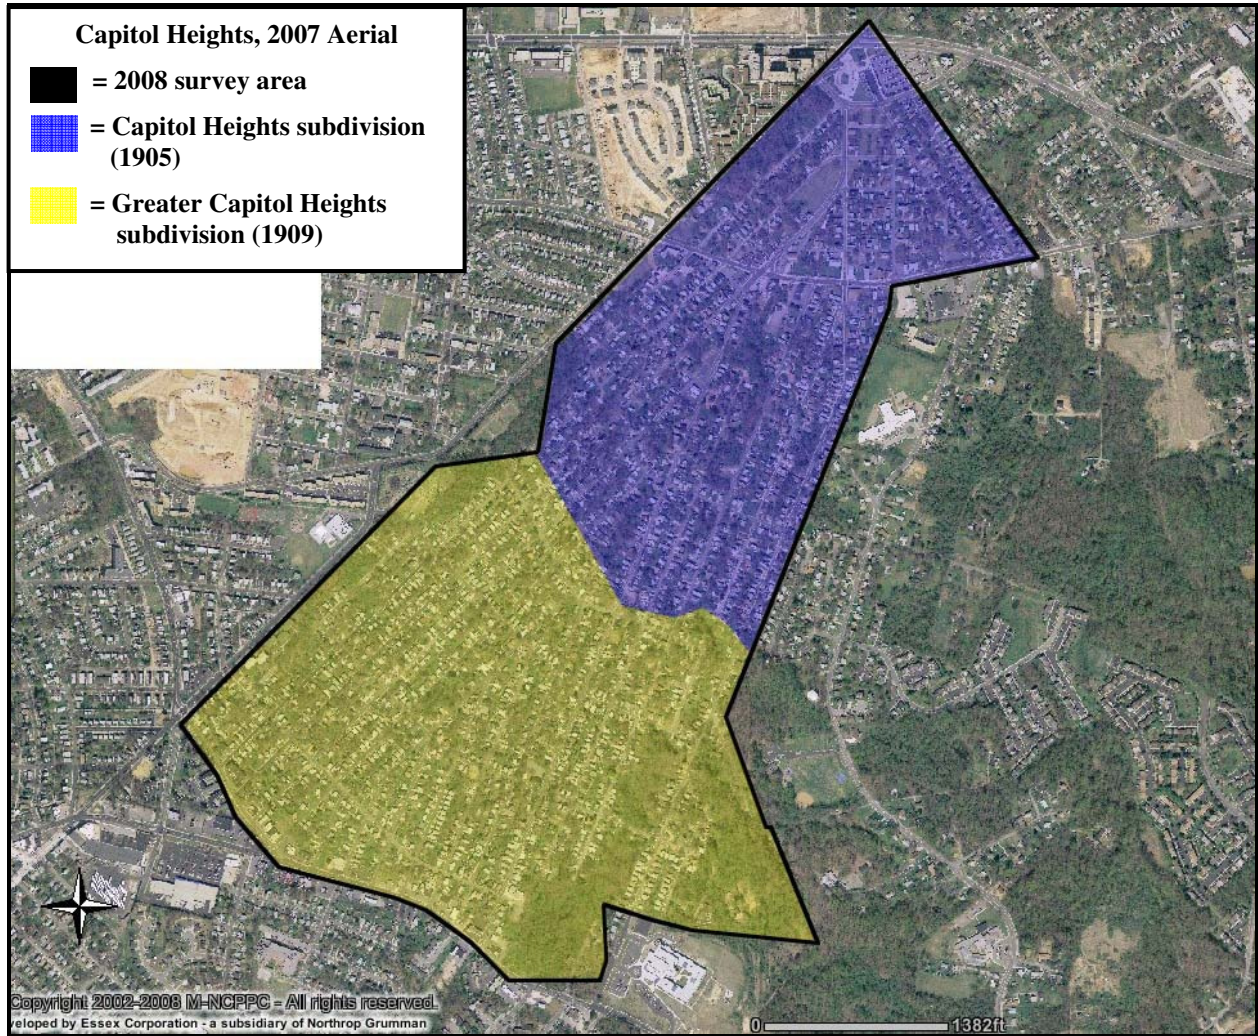 Capitol Heights, 2007 Aerial
= 2008 survey area
= Capitol Heights subdivision
(1905)
= Greater Capitol Heights
subdivision (1909)
Copyright 2002-2008 M-NCPPC - All rights reserved.
veloped by Essex Corporation - a subsidiary of Northrop Grumman
0 1382ft